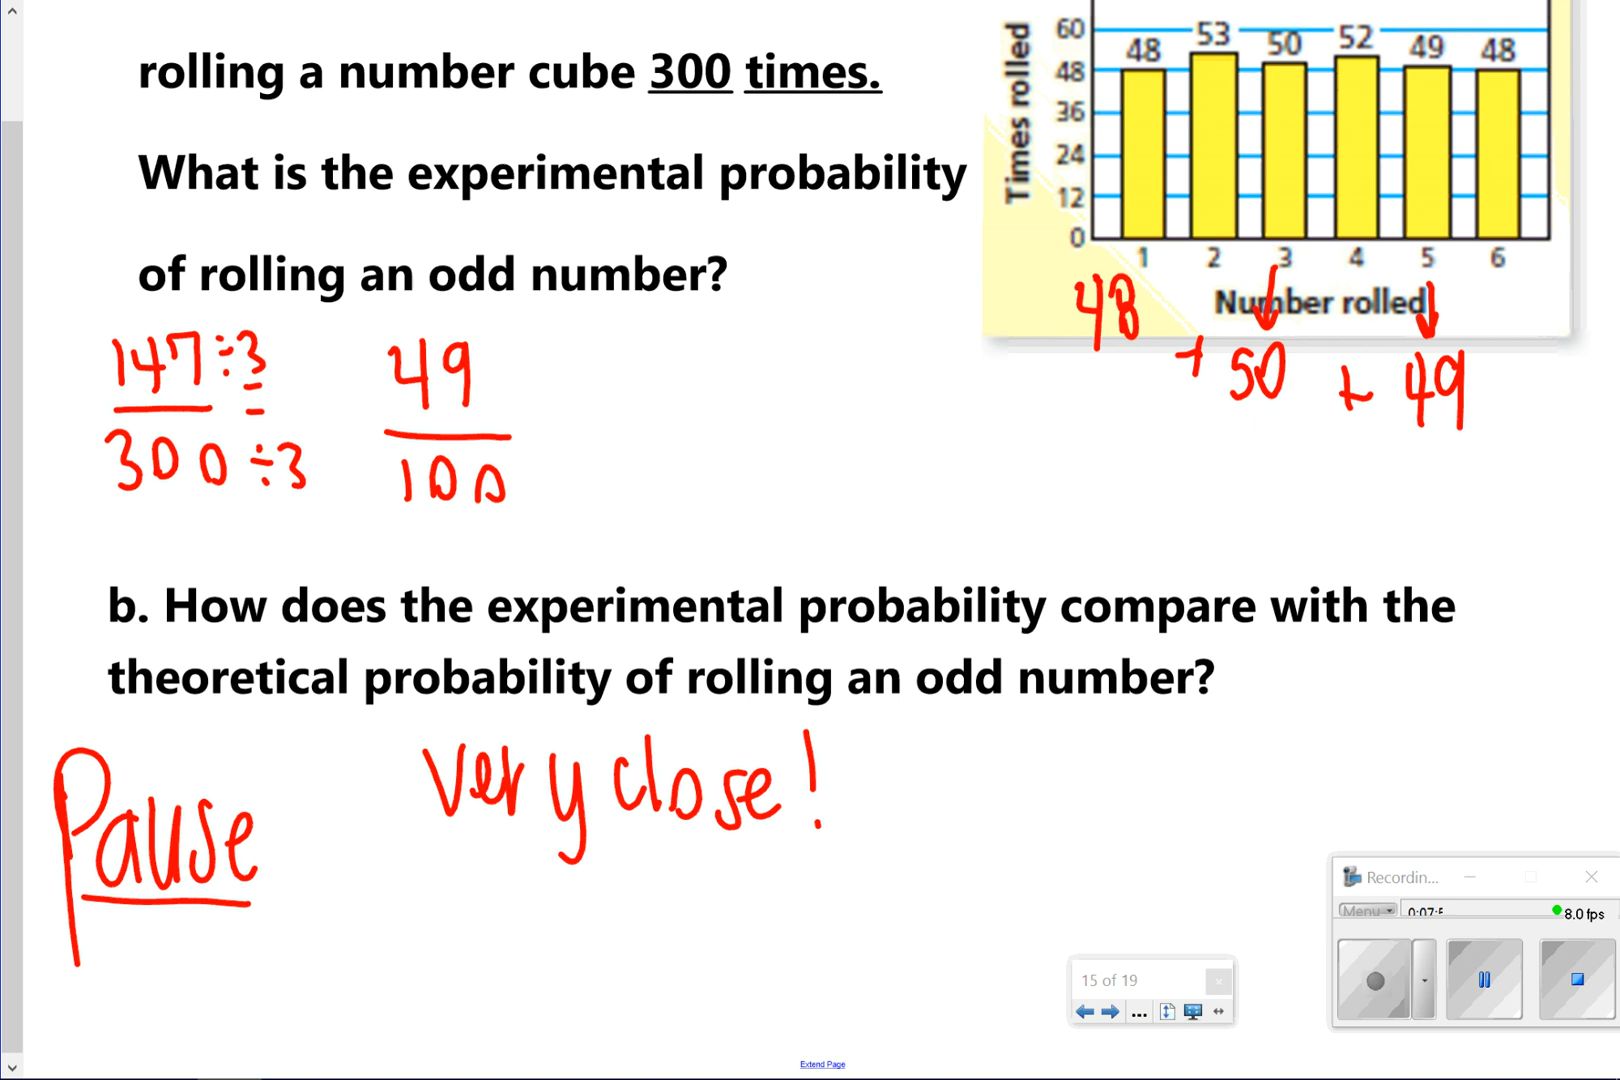 rolling a number cube 300 times.
What is the experimental probability
of rolling an odd number?
Times rolled
60
48
36
24
12
0
48 53 50 52 49 48
1 2 3 4 5 6
Number rolled
48 + 50 + 49
147 ÷ 3
300 ÷ 3
49
100
b. How does the experimental probability compare with the
theoretical probability of rolling an odd number?
Pause
very close!
Recordin...
Menu
0:07:5
8.0 fps
15 of 19
...
Extend Page